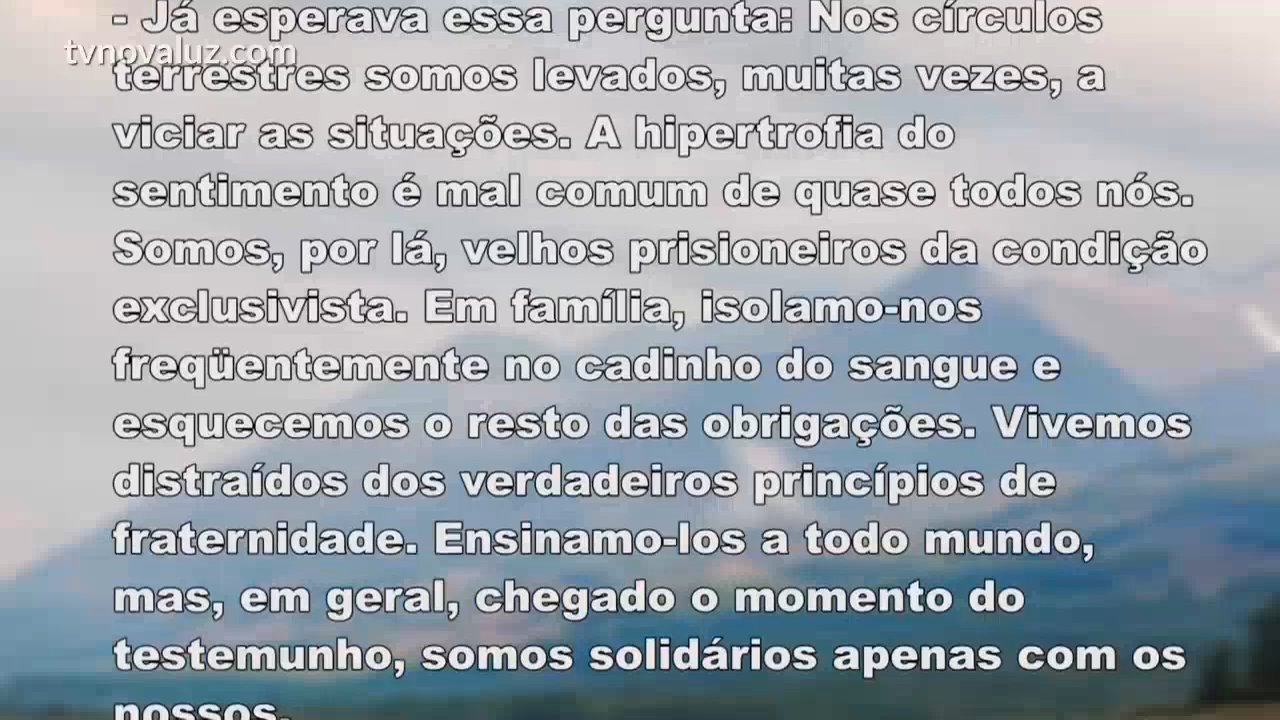 - Já esperava essa pergunta: Nos círculos
tvnovaluz.com
terrestres somos levados, muitas vezes, a
viciar as situações. A hipertrofia do
sentimento é mal comum de quase todos nós.
Somos, por lá, velhos prisioneiros da condição
exclusivista. Em família, isolamo-nos
freqüentemente no cadinho do sangue e
esquecemos o resto das obrigações. Vivemos
distraídos dos verdadeiros princípios de
fraternidade. Ensinamo-los a todo mundo,
mas, em geral, chegado o momento do
testemunho, somos solidários apenas com os
nossos.